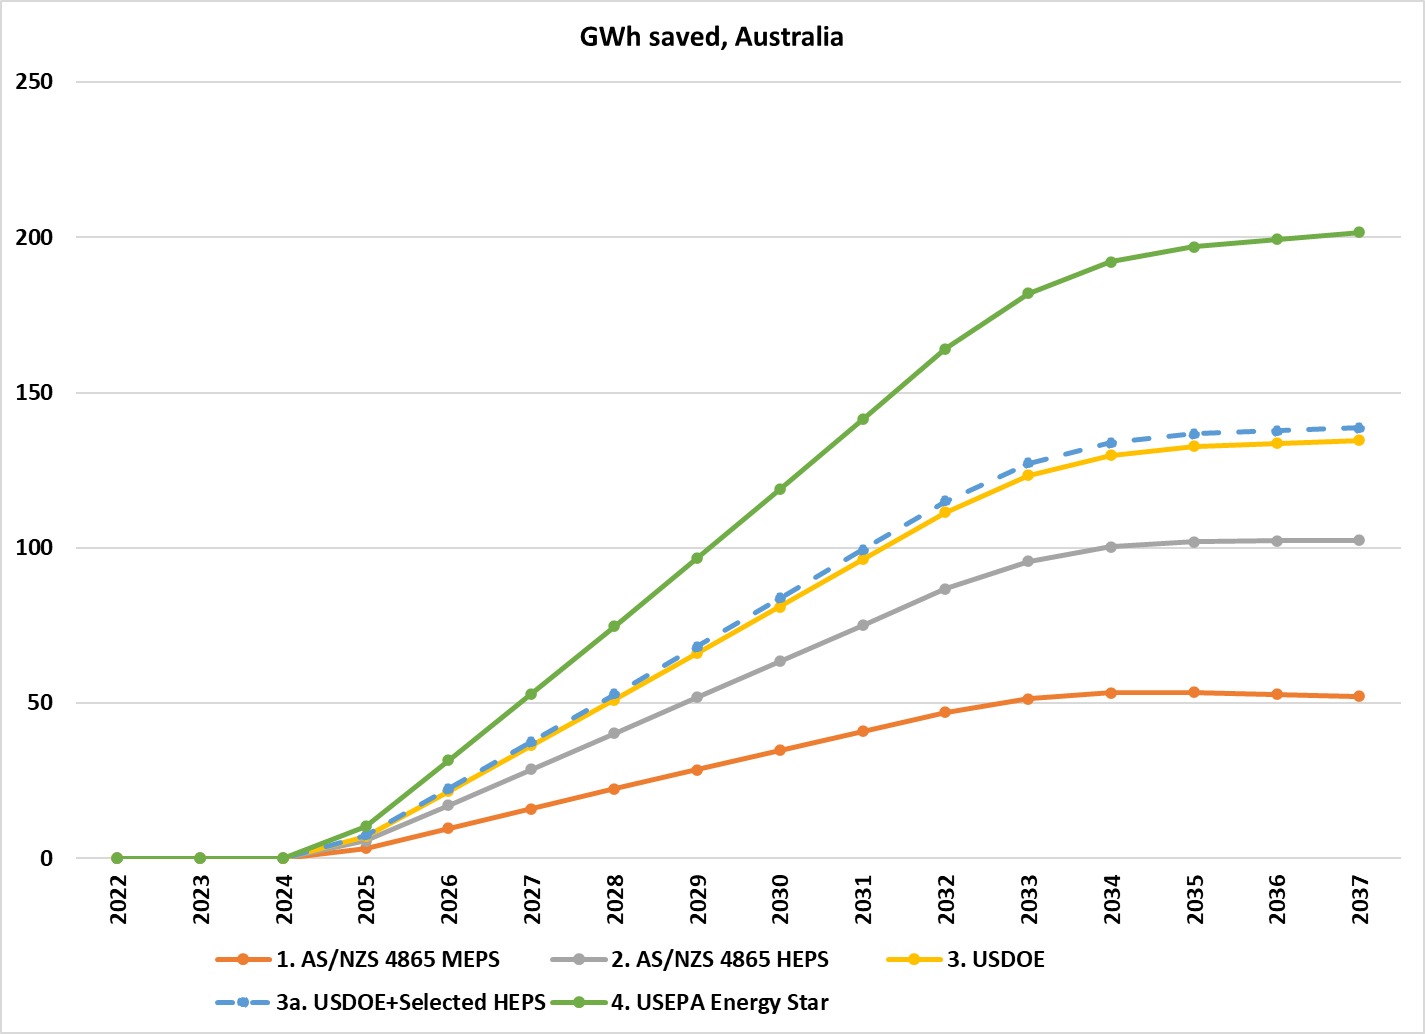 GWh saved, Australia
250
200
150
100
50
0
2022 2023 2024 2025 2026 2027 2028 2029 2030 2031 2032 2033 2034 2035 2036 2037
1. AS/NZS 4865 MEPS 2. AS/NZS 4865 HEPS 3. USDOE
3a. USDOE+Selected HEPS 4. USEPA Energy Star